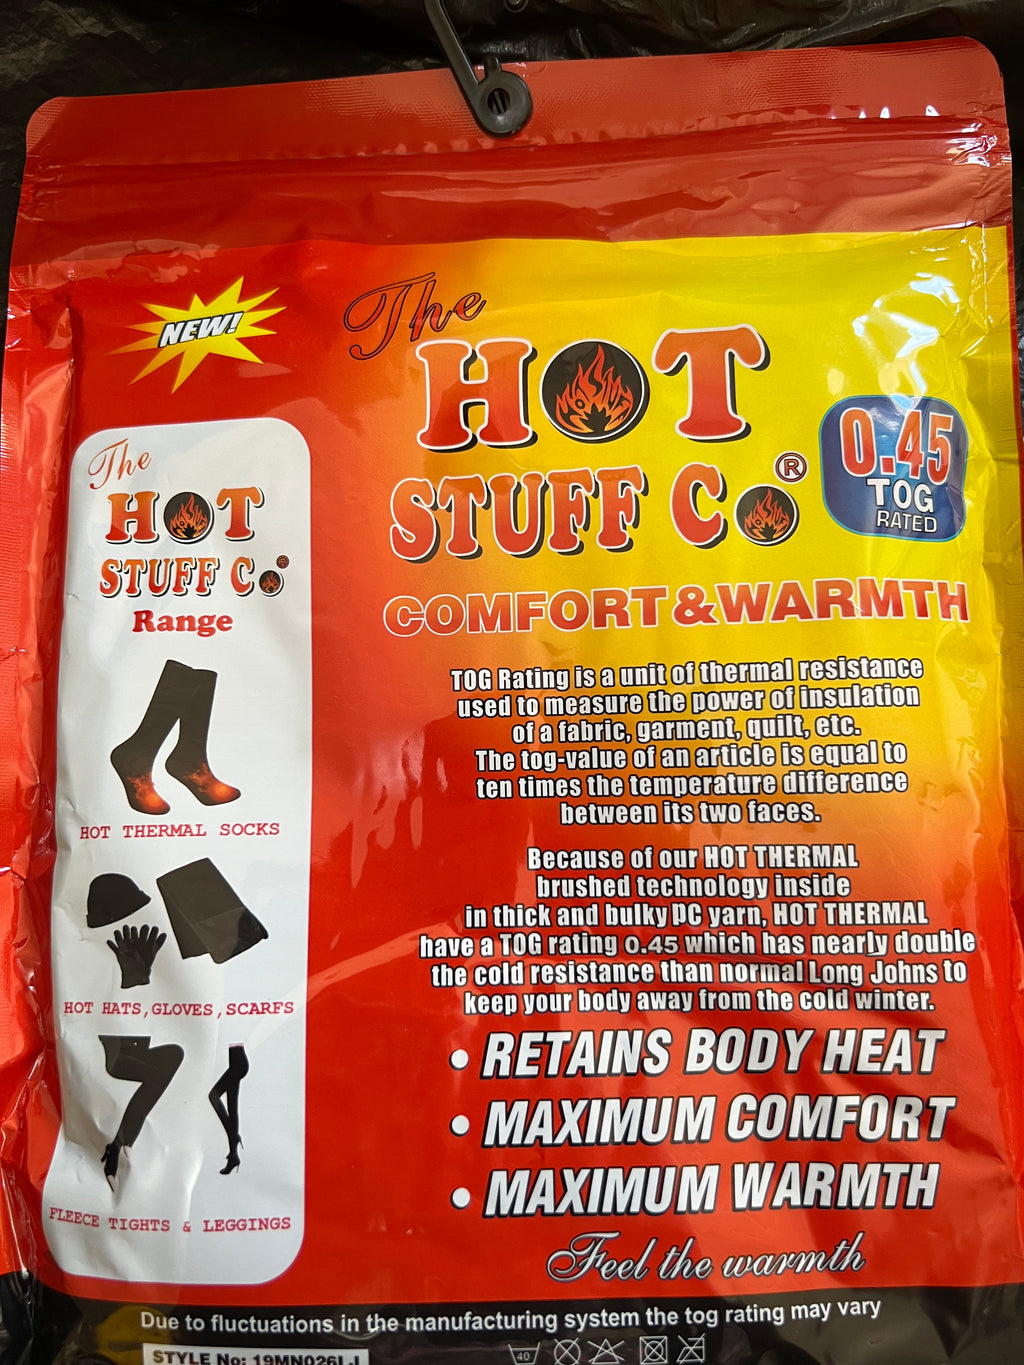 NEW!
The
HOT
STUFF Co®
0.45
TOG
RATED
COMFORT & WARMTH
TOG Rating is a unit of thermal resistance
used to measure the power of insulation
of a fabric, garment, quilt, etc.
The tog-value of an article is equal to
ten times the temperature difference
between its two faces.
Because of our HOT THERMAL
brushed technology inside
in thick and bulky PC yarn, HOT THERMAL
have a TOG rating 0.45 which has nearly double
the cold resistance than normal Long Johns to
keep your body away from the cold winter.
• RETAINS BODY HEAT
• MAXIMUM COMFORT
• MAXIMUM WARMTH
Feel the warmth
The
HOT
STUFF Co®
Range
HOT THERMAL SOCKS
HOT HATS,GLOVES,SCARFS
FLEECE TIGHTS & LEGGINGS
Due to fluctuations in the manufacturing system the tog rating may vary
STYLE No: 19MN026LJ
40